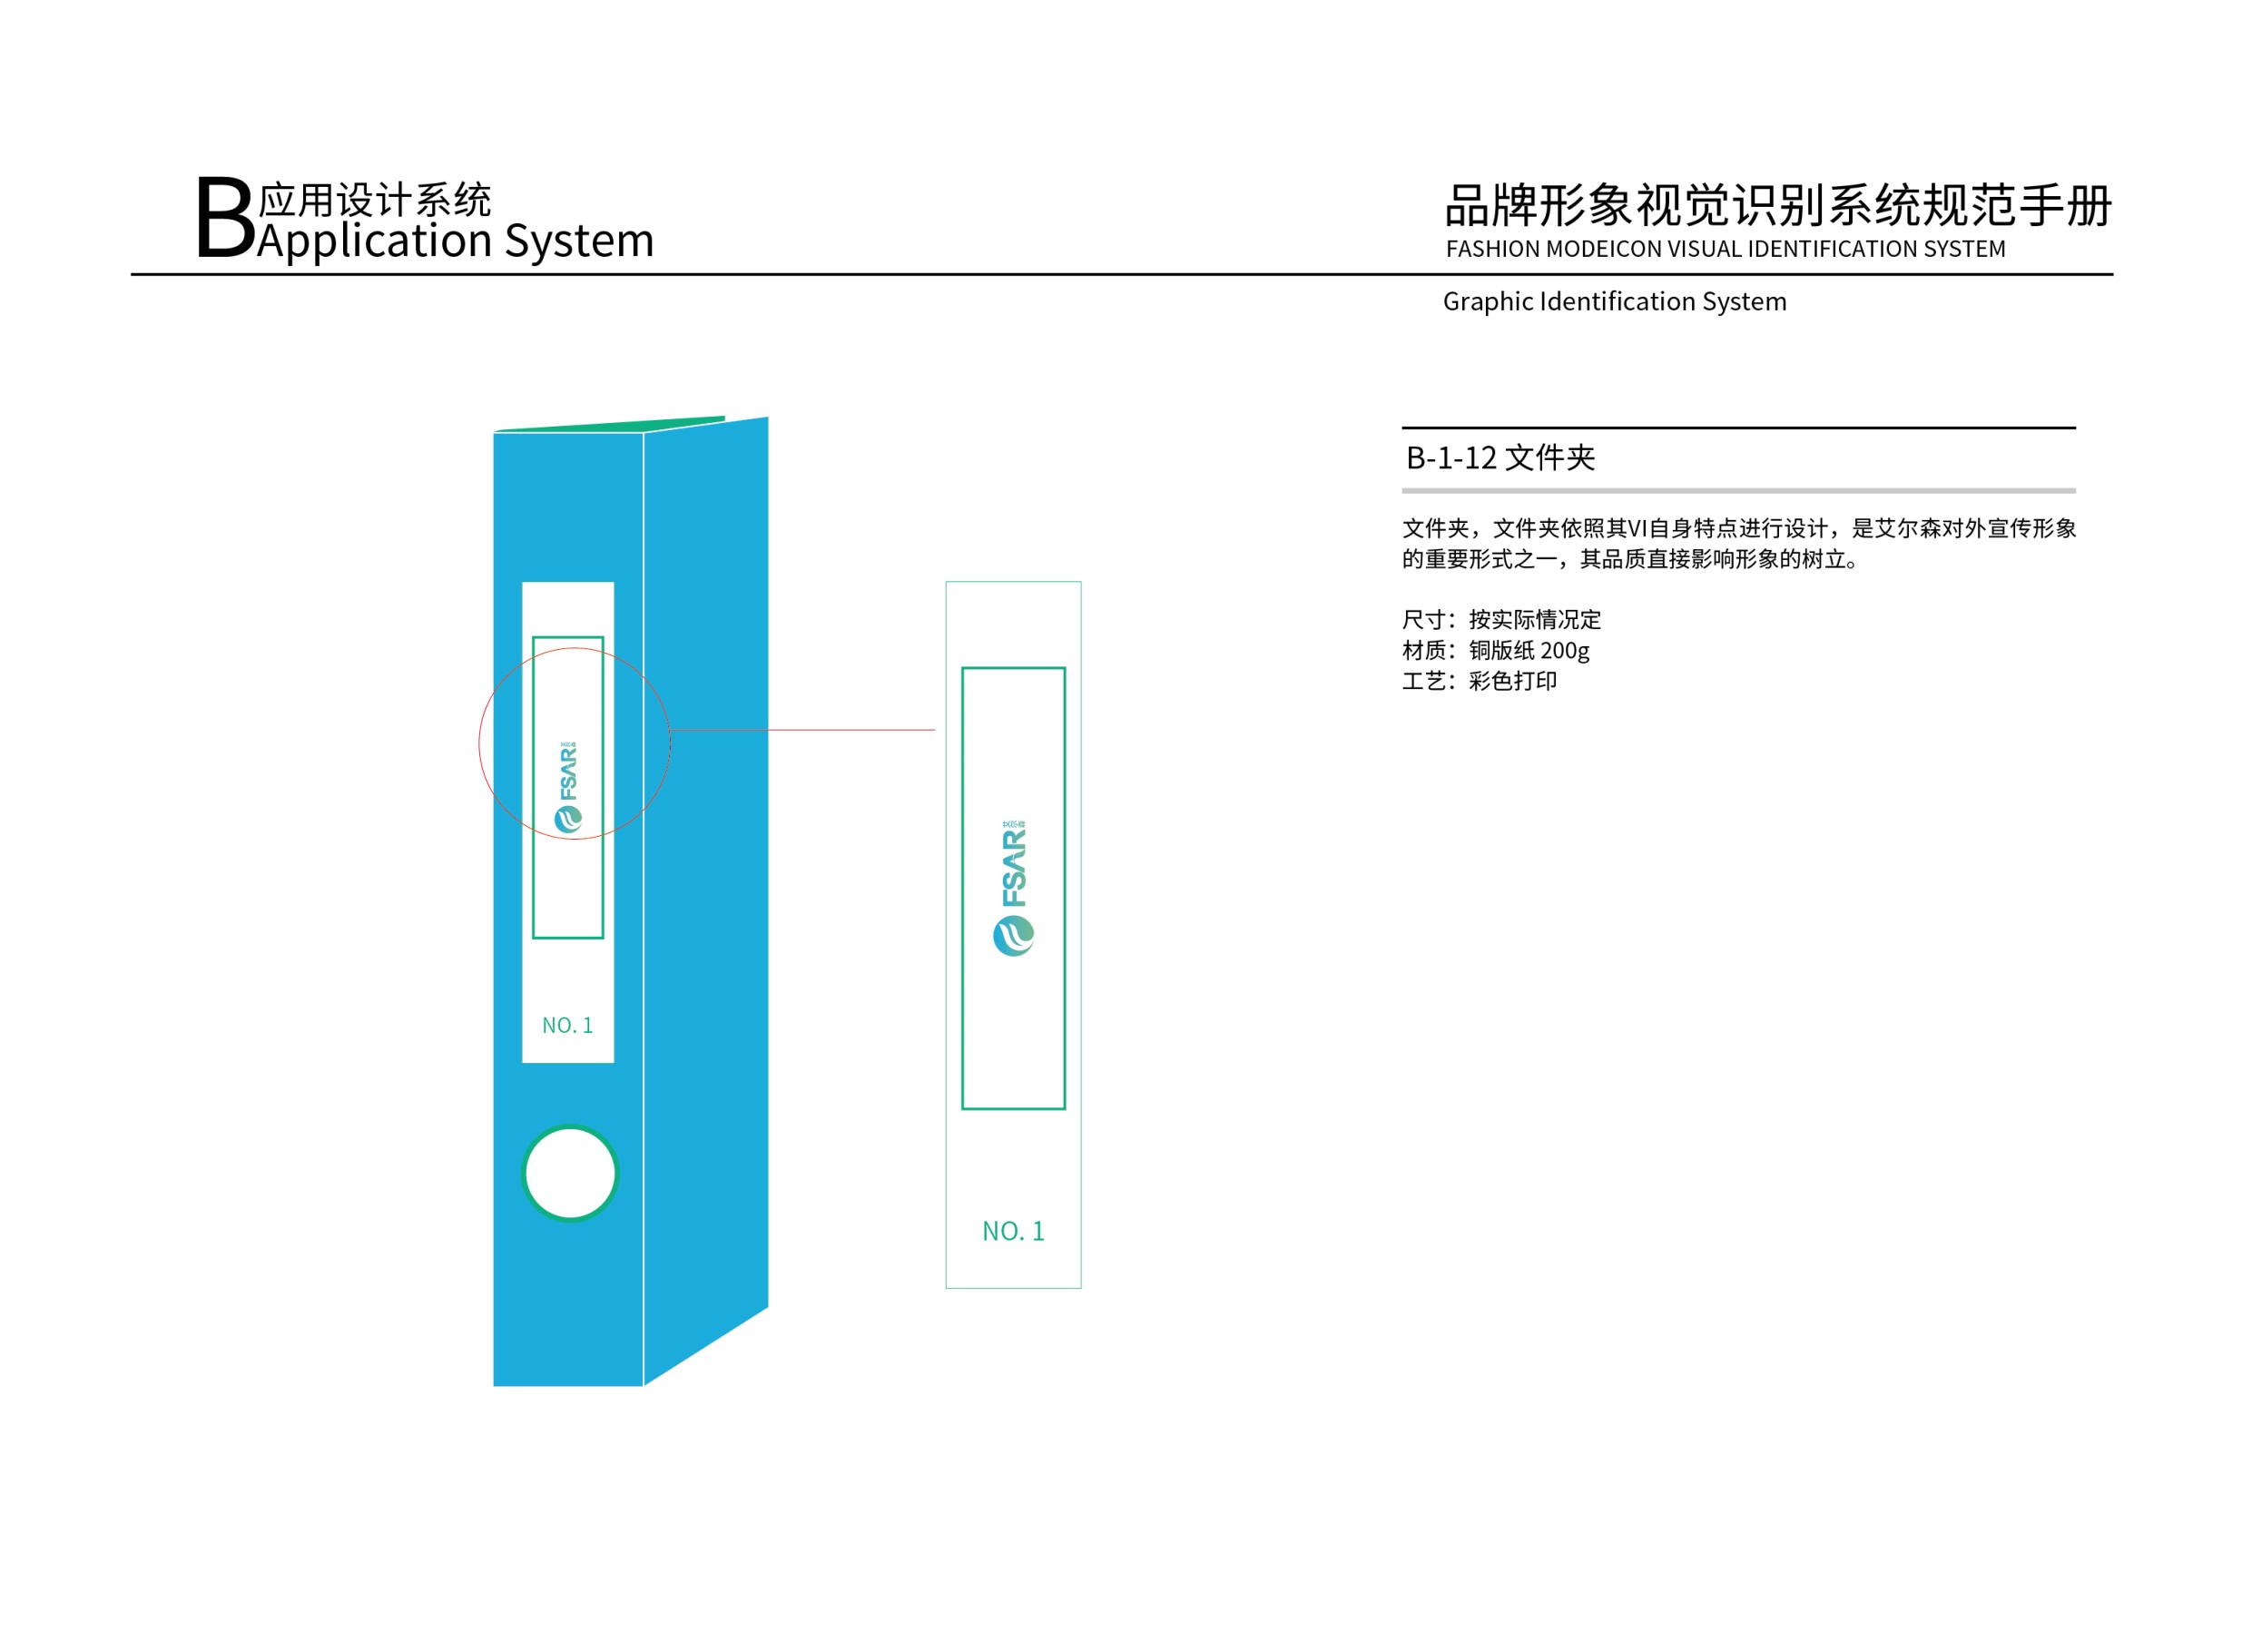 B应用设计系统
Application System
品牌形象视觉识别系统规范手册
FASHION MODEICON VISUAL IDENTIFICATION SYSTEM
Graphic Identification System
B-1-12 文件夹
文件夹，文件夹依照其VI自身特点进行设计，是艾尔森对外宣传形象
的重要形式之一，其品质直接影响形象的树立。
尺寸：按实际情况定
材质：铜版纸 200g
工艺：彩色打印
FSAR
NO. 1
FSAR
NO. 1